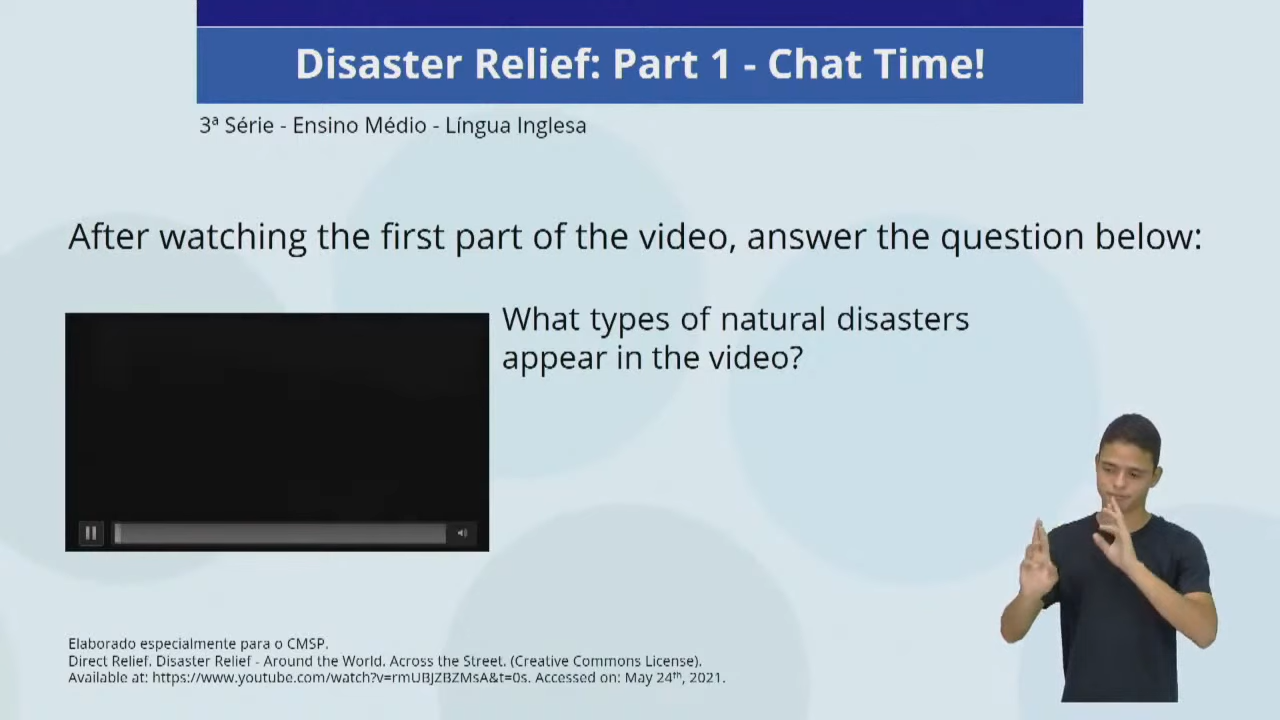 Disaster Relief: Part 1 - Chat Time!
3ª Série - Ensino Médio - Língua Inglesa
After watching the first part of the video, answer the question below:
What types of natural disasters
appear in the video?
Elaborado especialmente para o CMSP.
Direct Relief. Disaster Relief - Around the World. Across the Street. (Creative Commons License).
Available at: https://www.youtube.com/watch?v=rmUBJZBZMsA&t=0s. Accessed on: May 24ᵗʰ, 2021.